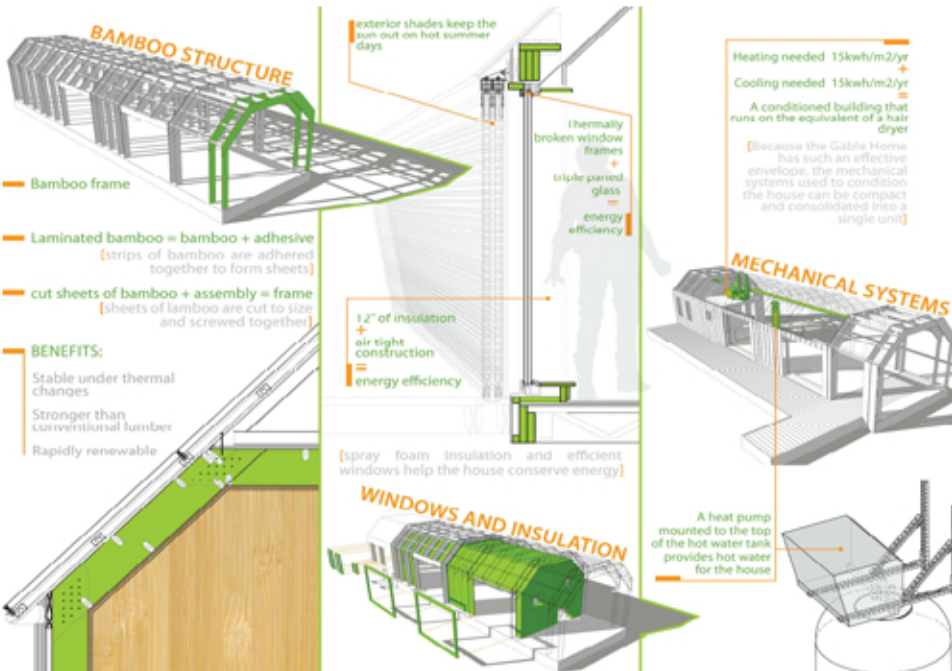 BAMBOO STRUCTURE
Bamboo frame
Laminated bamboo = bamboo + adhesive
[strips of bamboo are adhered
together to form sheets]
cut sheets of bamboo + assembly = frame
[sheets of lamboo are cut to size
and screwed together]
BENEFITS:
Stable under thermal
changes
Stronger than
conventional lumber
Rapidly renewable
exterior shades keep the
sun out on hot summer
days
Thermally
broken window
frames
+
triple paned
glass
=
energy
efficiency
12" of insulation
+
air tight
construction
=
energy efficiency
[spray foam insulation and efficient
windows help the house conserve energy]
WINDOWS AND INSULATION
Heating needed 15kwh/m2/yr
+
Cooling needed 15kwh/m2/yr
=
A conditioned building that
runs on the equivalent of a hair
dryer
[Because the Gable Home
has such an effective
envelope, the mechanical
systems used to condition
the house can be compact
and consolidated into a
single unit]
MECHANICAL SYSTEMS
A heat pump
mounted to the top
of the hot water tank
provides hot water
for the house